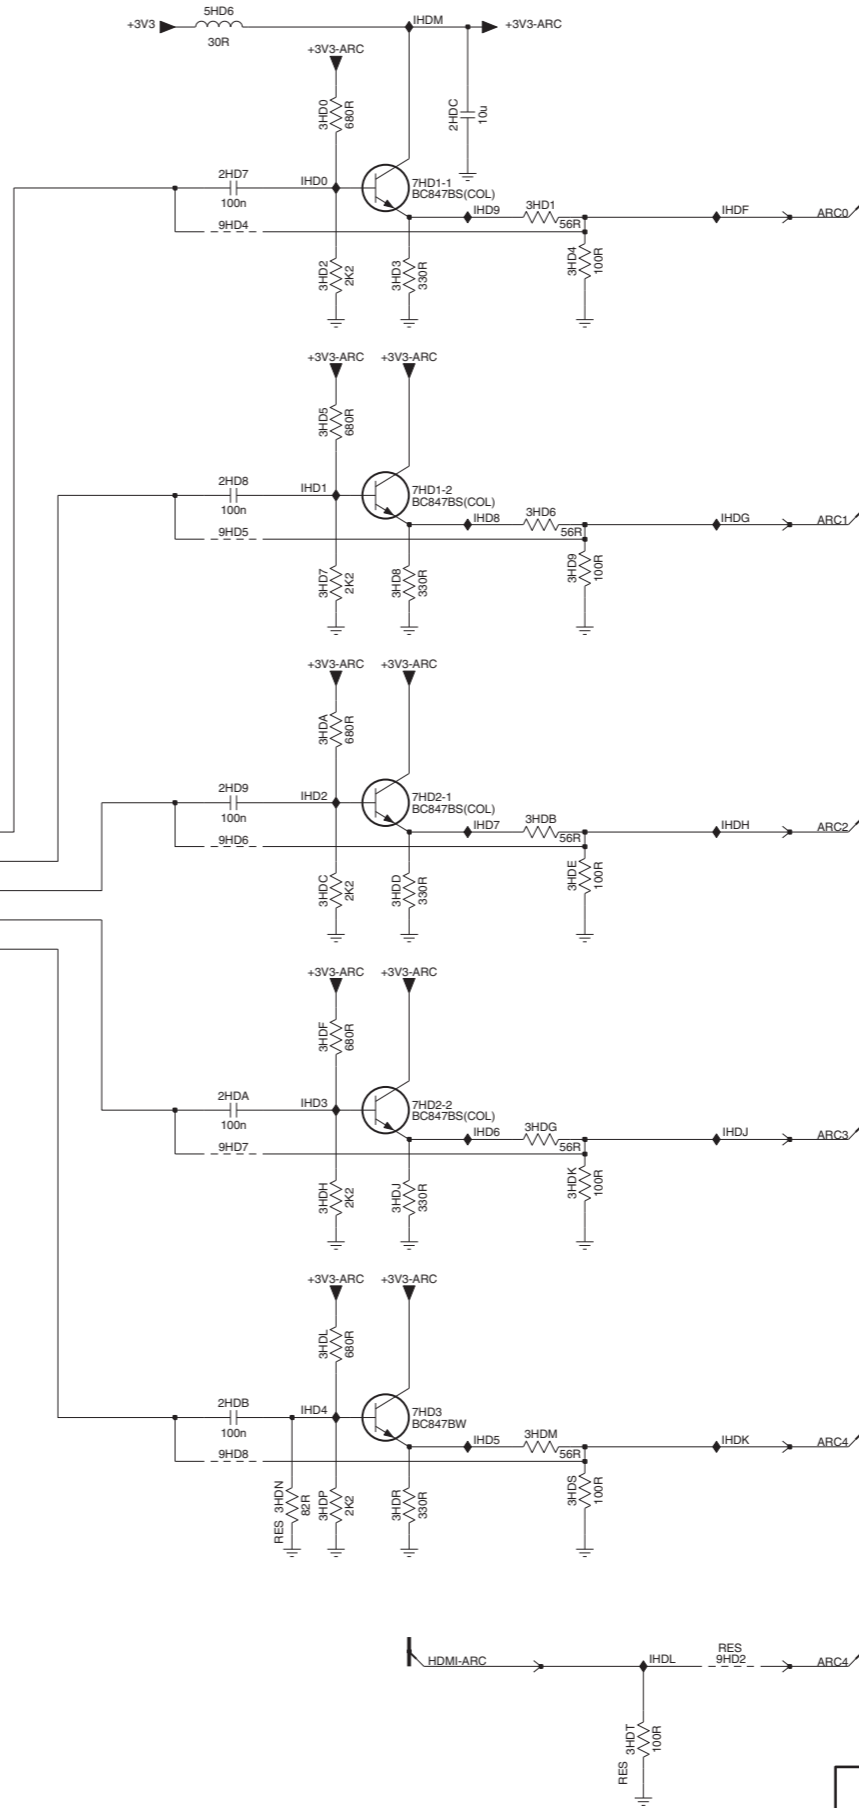 5HD6
+3V3
30R
IHDM
+3V3-ARC
+3V3-ARC
3HD0
680R
2HDC
10u
2HD7
100n
IHD0
7HD1-1
BC847BS(COL)
9HD4
IHD9
3HD1
56R
IHDF
ARC0
3HD2
2K2
3HD3
330R
3HD4
100R
+3V3-ARC
+3V3-ARC
3HD5
680R
2HD8
100n
IHD1
7HD1-2
BC847BS(COL)
9HD5
IHD8
3HD6
56R
IHDG
ARC1
3HD7
2K2
3HD8
330R
3HD9
100R
+3V3-ARC
+3V3-ARC
3HDA
680R
2HD9
100n
IHD2
7HD2-1
BC847BS(COL)
9HD6
IHD7
3HDB
56R
IHDH
ARC2
3HDC
2K2
3HDD
330R
3HDE
100R
+3V3-ARC
+3V3-ARC
3HDF
680R
2HDA
100n
IHD3
7HD2-2
BC847BS(COL)
9HD7
IHD6
3HDG
56R
IHDJ
ARC3
3HDH
2K2
3HDJ
330R
3HDK
100R
+3V3-ARC
+3V3-ARC
3HDL
680R
2HDB
100n
IHD4
7HD3
BC847BW
9HD8
IHD5
3HDM
56R
IHDK
ARC4
RES 3HDN
82R
3HDP
2K2
3HDR
330R
3HDS
100R
HDMI-ARC
IHDL
RES
9HD2
ARC4
RES 3HDT
100R